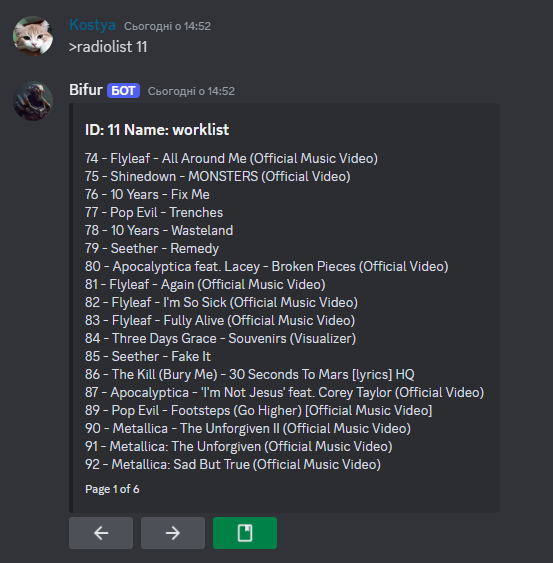 Kostya Сьогодні о 14:52
>radiolist 11
Bifur БОТ Сьогодні о 14:52
ID: 11 Name: worklist
74 - Flyleaf - All Around Me (Official Music Video)
75 - Shinedown - MONSTERS (Official Video)
76 - 10 Years - Fix Me
77 - Pop Evil - Trenches
78 - 10 Years - Wasteland
79 - Seether - Remedy
80 - Apocalyptica feat. Lacey - Broken Pieces (Official Video)
81 - Flyleaf - Again (Official Music Video)
82 - Flyleaf - I'm So Sick (Official Music Video)
83 - Flyleaf - Fully Alive (Official Music Video)
84 - Three Days Grace - Souvenirs (Visualizer)
85 - Seether - Fake It
86 - The Kill (Bury Me) - 30 Seconds To Mars [lyrics] HQ
87 - Apocalyptica - 'I'm Not Jesus' feat. Corey Taylor (Official Video)
89 - Pop Evil - Footsteps (Go Higher) [Official Music Video]
90 - Metallica - The Unforgiven II (Official Music Video)
91 - Metallica: The Unforgiven (Official Music Video)
92 - Metallica: Sad But True (Official Music Video)
Page 1 of 6